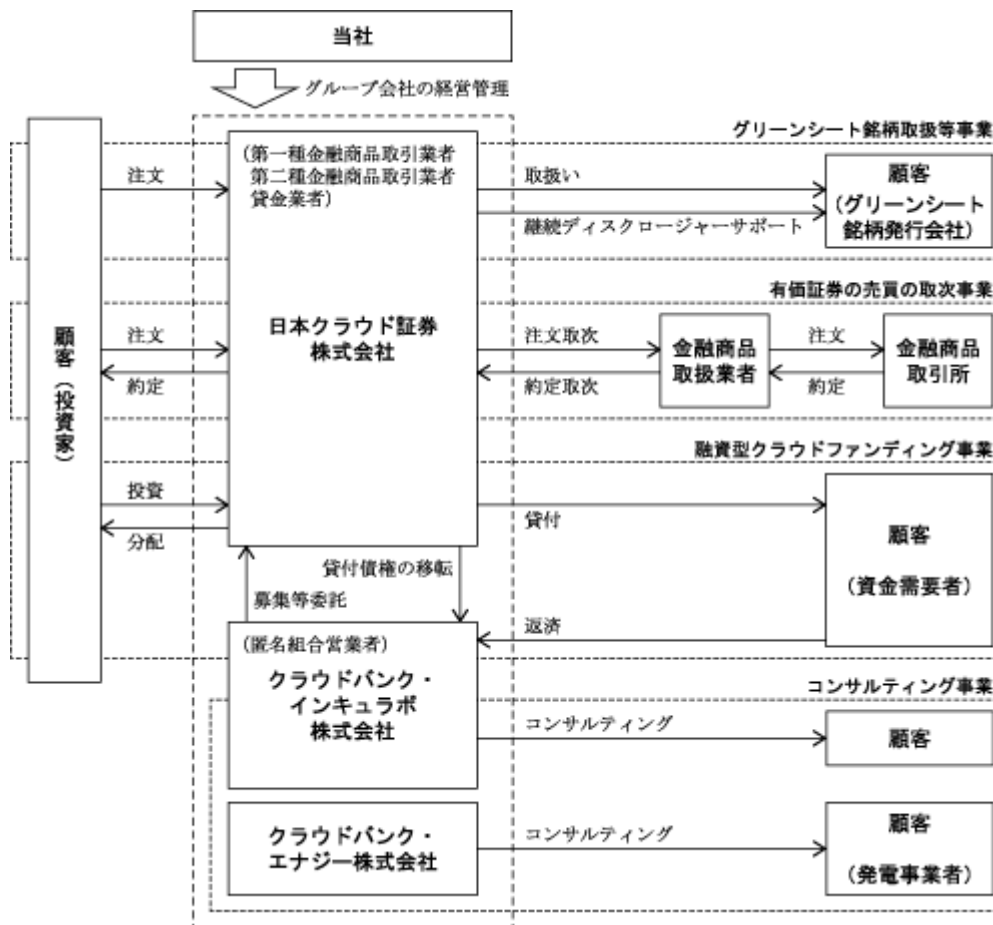 当社
グループ会社の経営管理
グリーンシート銘柄取扱等事業
顧客（投資家）
(第一種金融商品取引業者
第二種金融商品取引業者
貸金業者)
注文
取扱い
継続ディスクロージャーサポート
顧客
(グリーンシート
銘柄発行会社)
有価証券の売買の取次事業
日本クラウド証券
株式会社
注文
約定
注文取次
約定取次
金融商品
取扱業者
注文
約定
金融商品
取引所
融資型クラウドファンディング事業
投資
分配
貸付
顧客
(資金需要者)
貸付債権の移転
募集等委託
返済
(匿名組合営業者)
クラウドバンク・
インキュラボ
株式会社
コンサルティング事業
コンサルティング
顧客
クラウドバンク・
エナジー株式会社
コンサルティング
顧客
(発電事業者)